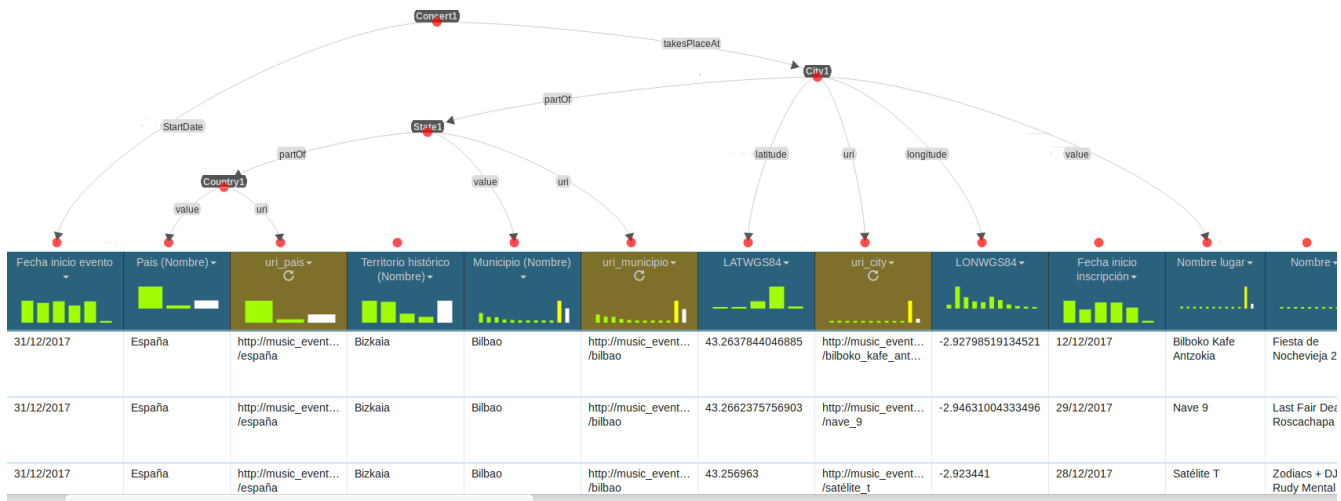 Concert1
takesPlaceAt
City1
partOf
StartDate
State1
partOf
latitude
uri
longitude
value
Country1
value
uri
value
uri
Fecha inicio evento
Pais (Nombre)
uri_pais
Territorio histórico
(Nombre)
Municipio (Nombre)
uri_municipio
LATWGS84
uri_city
LONWGS84
Fecha inicio
inscripción
Nombre lugar
Nombre
31/12/2017
España
http://music_event...
/españa
Bizkaia
Bilbao
http://music_event...
/bilbao
43.2637844046885
http://music_event...
/bilboko_kafe_ant...
-2.92798519134521
12/12/2017
Bilboko Kafe
Antzokia
Fiesta de
Nochevieja 2
31/12/2017
España
http://music_event...
/españa
Bizkaia
Bilbao
http://music_event...
/bilbao
43.2662375756903
http://music_event...
/nave_9
-2.94631004333496
29/12/2017
Nave 9
Last Fair Dea
Roscachapa
31/12/2017
España
http://music_event...
/españa
Bizkaia
Bilbao
http://music_event...
/bilbao
43.256963
http://music_event...
/satélite_t
-2.923441
28/12/2017
Satélite T
Zodiacs + DJ
Rudy Mental